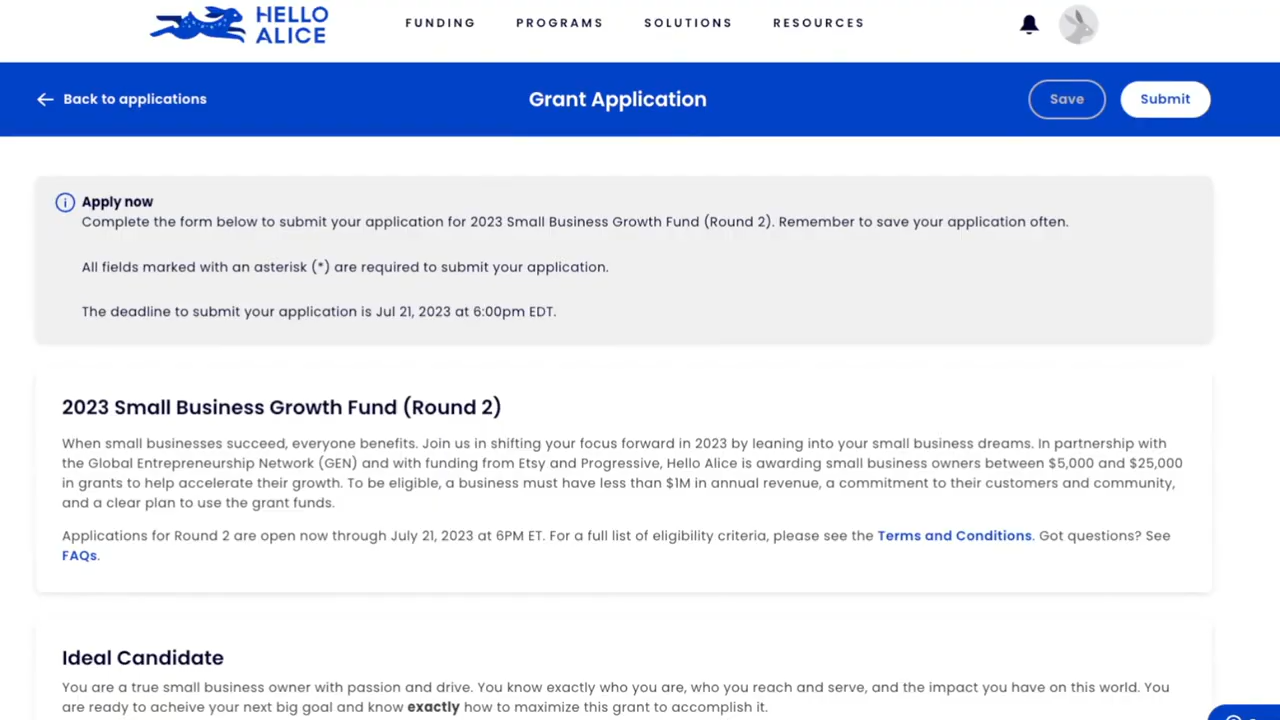 HELLO
ALICE
FUNDING PROGRAMS SOLUTIONS RESOURCES
Back to applications
Grant Application
Save
Submit
Apply now
Complete the form below to submit your application for 2023 Small Business Growth Fund (Round 2). Remember to save your application often.
All fields marked with an asterisk (*) are required to submit your application.
The deadline to submit your application is Jul 21, 2023 at 6:00pm EDT.
2023 Small Business Growth Fund (Round 2)
When small businesses succeed, everyone benefits. Join us in shifting your focus forward in 2023 by leaning into your small business dreams. In partnership with
the Global Entrepreneurship Network (GEN) and with funding from Etsy and Progressive, Hello Alice is awarding small business owners between $5,000 and $25,000
in grants to help accelerate their growth. To be eligible, a business must have less than $1M in annual revenue, a commitment to their customers and community,
and a clear plan to use the grant funds.
Applications for Round 2 are open now through July 21, 2023 at 6PM ET. For a full list of eligibility criteria, please see the Terms and Conditions. Got questions? See
FAQs.
Ideal Candidate
You are a true small business owner with passion and drive. You know exactly who you are, who you reach and serve, and the impact you have on this world. You
are ready to acheive your next big goal and know exactly how to maximize this grant to accomplish it.